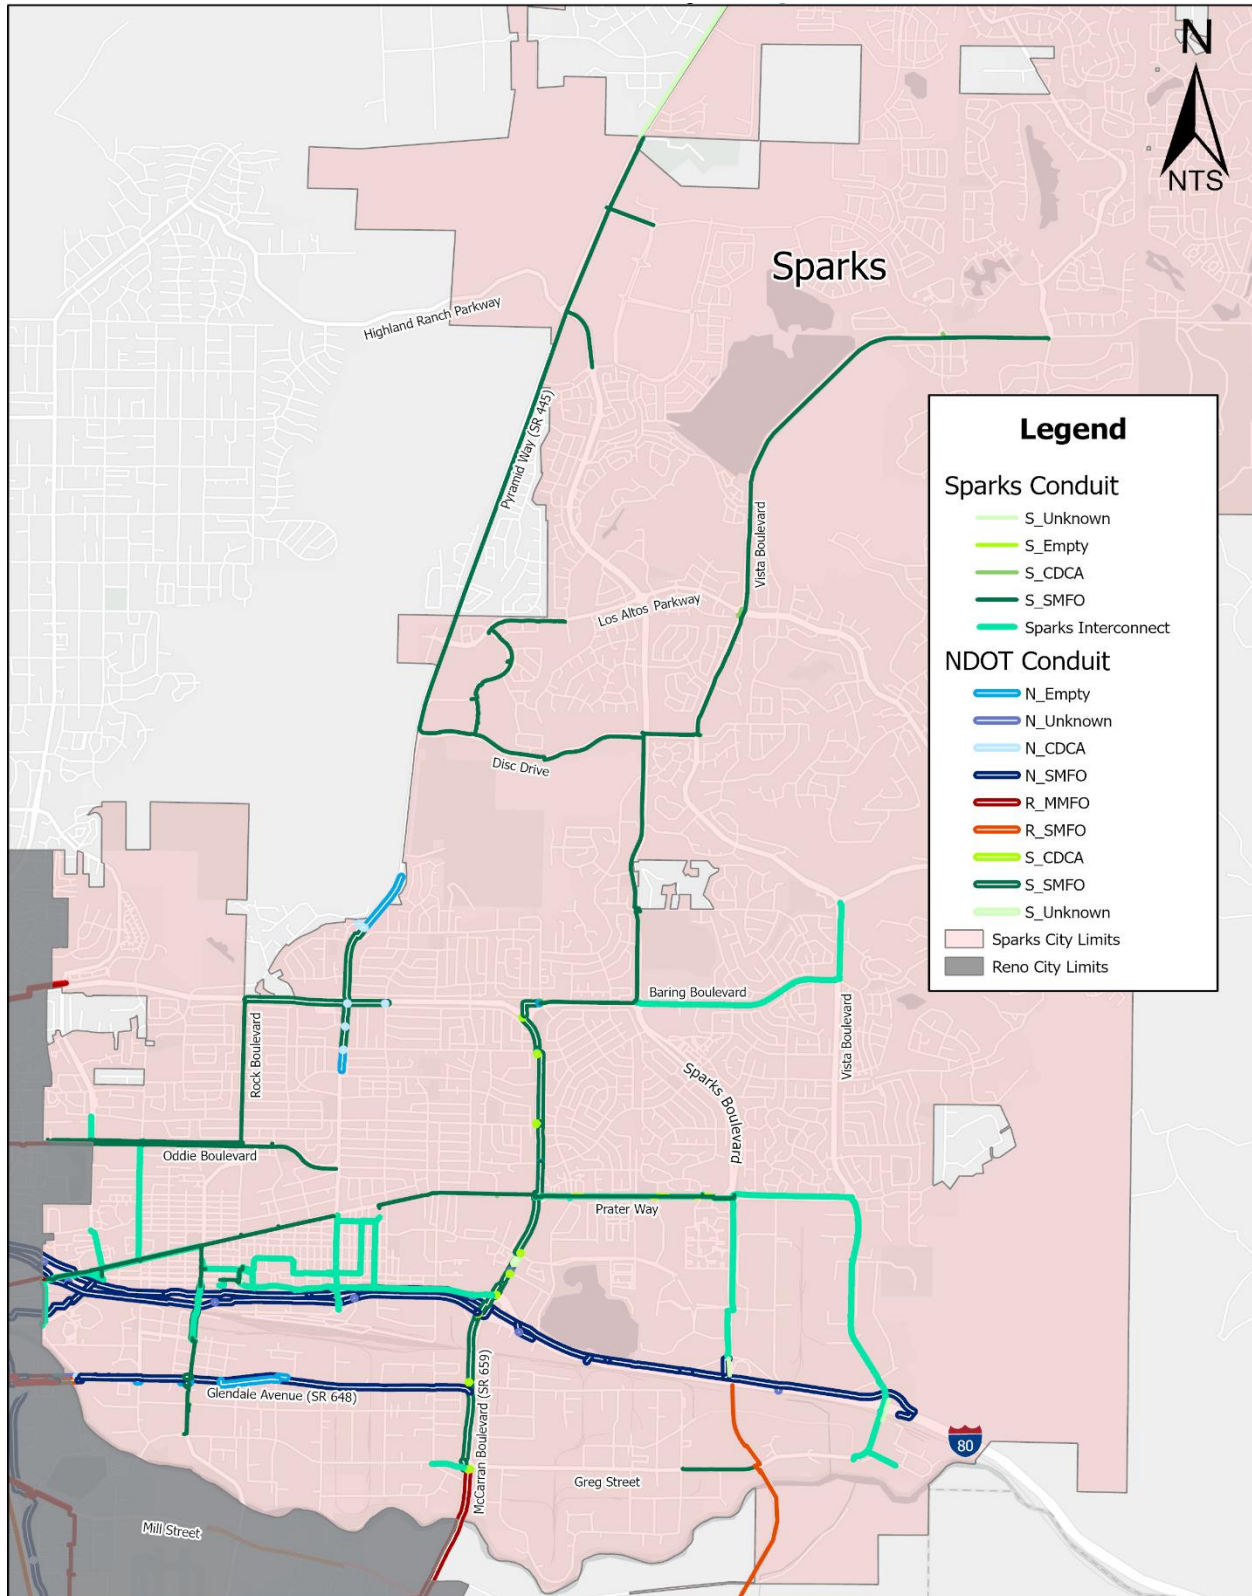 N
NTS
Sparks
Highland Ranch Parkway
Pyramid Way (SR 445)
Vista Boulevard
Los Altos Parkway
Disc Drive
Legend
Sparks Conduit
S_Unknown
S_Empty
S_CDCA
S_SMFO
Sparks Interconnect
NDOT Conduit
N_Empty
N_Unknown
N_CDCA
N_SMFO
R_MMFO
R_SMFO
S_CDCA
S_SMFO
S_Unknown
Sparks City Limits
Reno City Limits
Baring Boulevard
Rock Boulevard
Vista Boulevard
Sparks Boulevard
Oddie Boulevard
Prater Way
Glendale Avenue (SR 648)
McCarran Boulevard (SR 659)
80
Greg Street
Mill Street